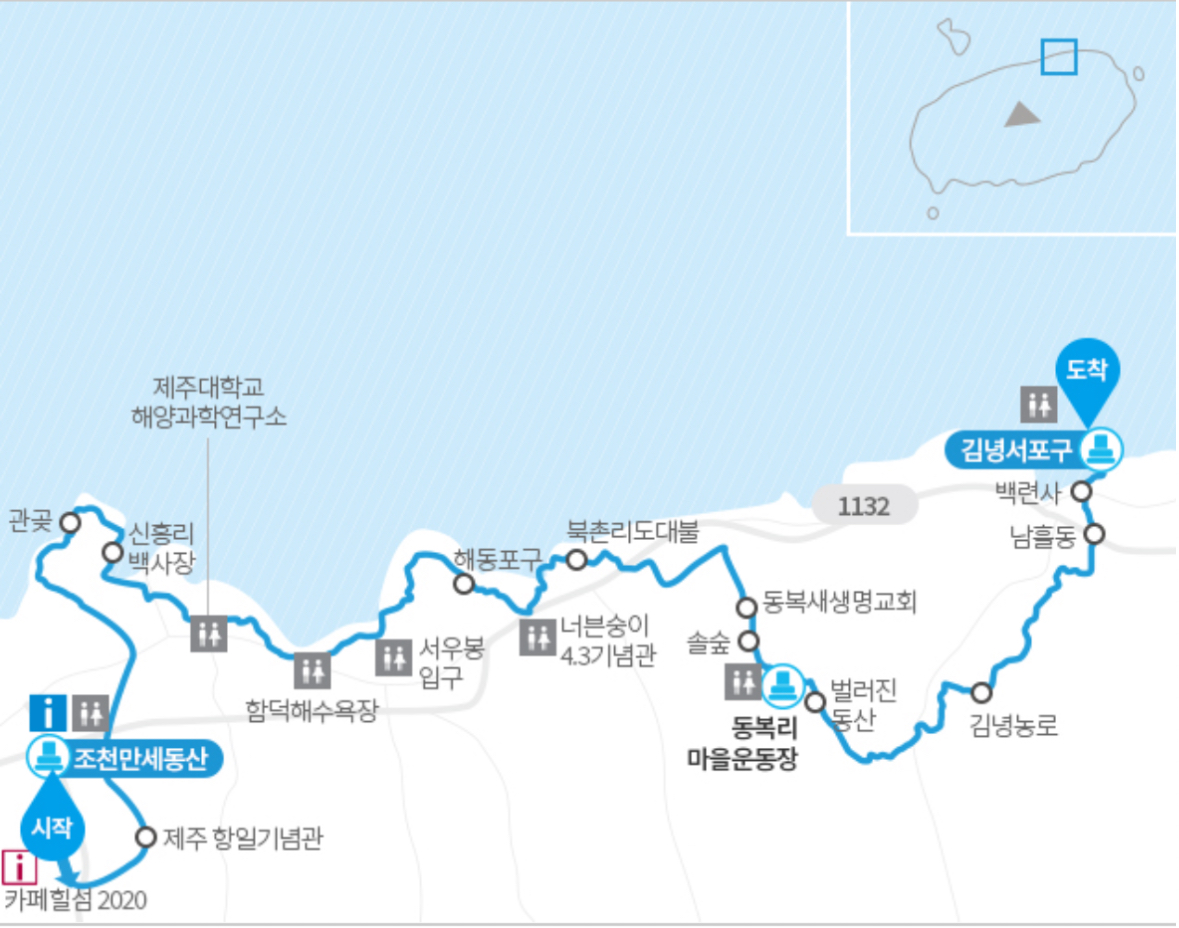 제주대학교
해양과학연구소
관곶
신흥리
백사장
함덕해수욕장
서우봉
입구
해동포구
너븐숭이
4.3기념관
북촌리도대불
1132
동복새생명교회
솔숲
동복리
마을운동장
벌러진
동산
김녕농로
남흘동
백련사
김녕서포구
도착
i
조천만세동산
시작
제주 항일기념관
i
카페힐섬 2020